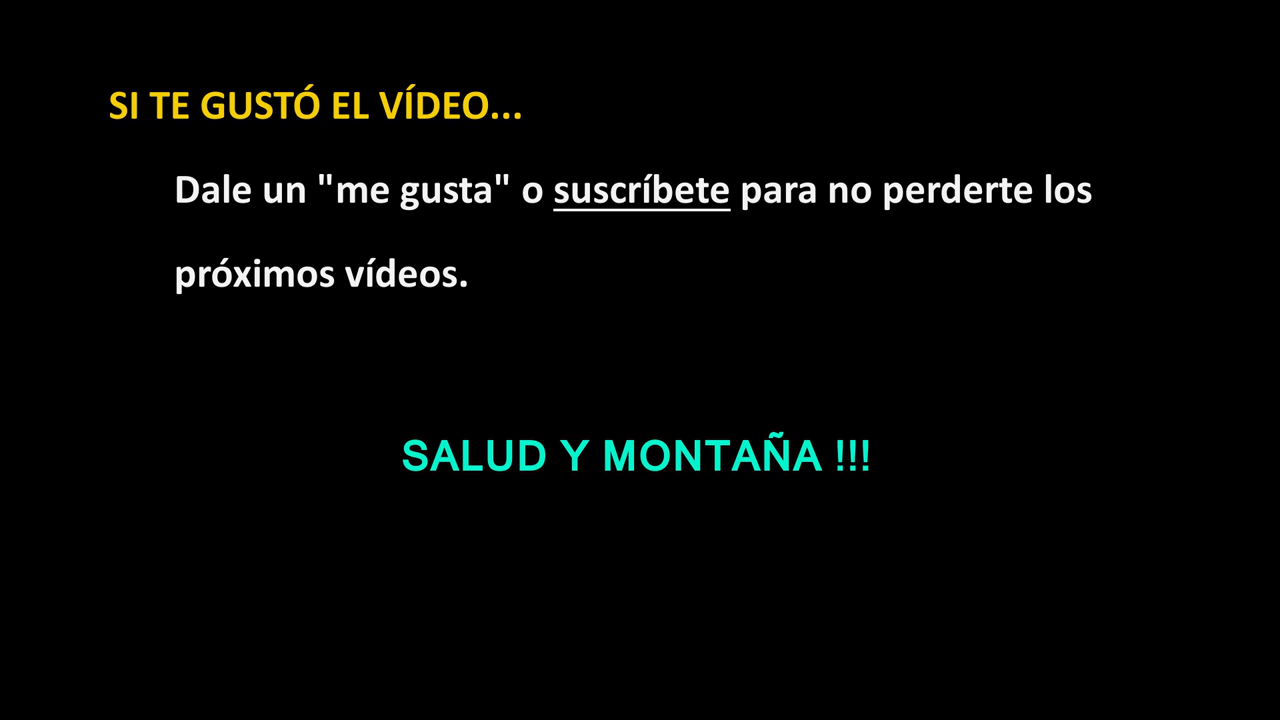 SI TE GUSTÓ EL VÍDEO...
Dale un "me gusta" o suscríbete para no perderte los
próximos vídeos.
SALUD Y MONTAÑA !!!